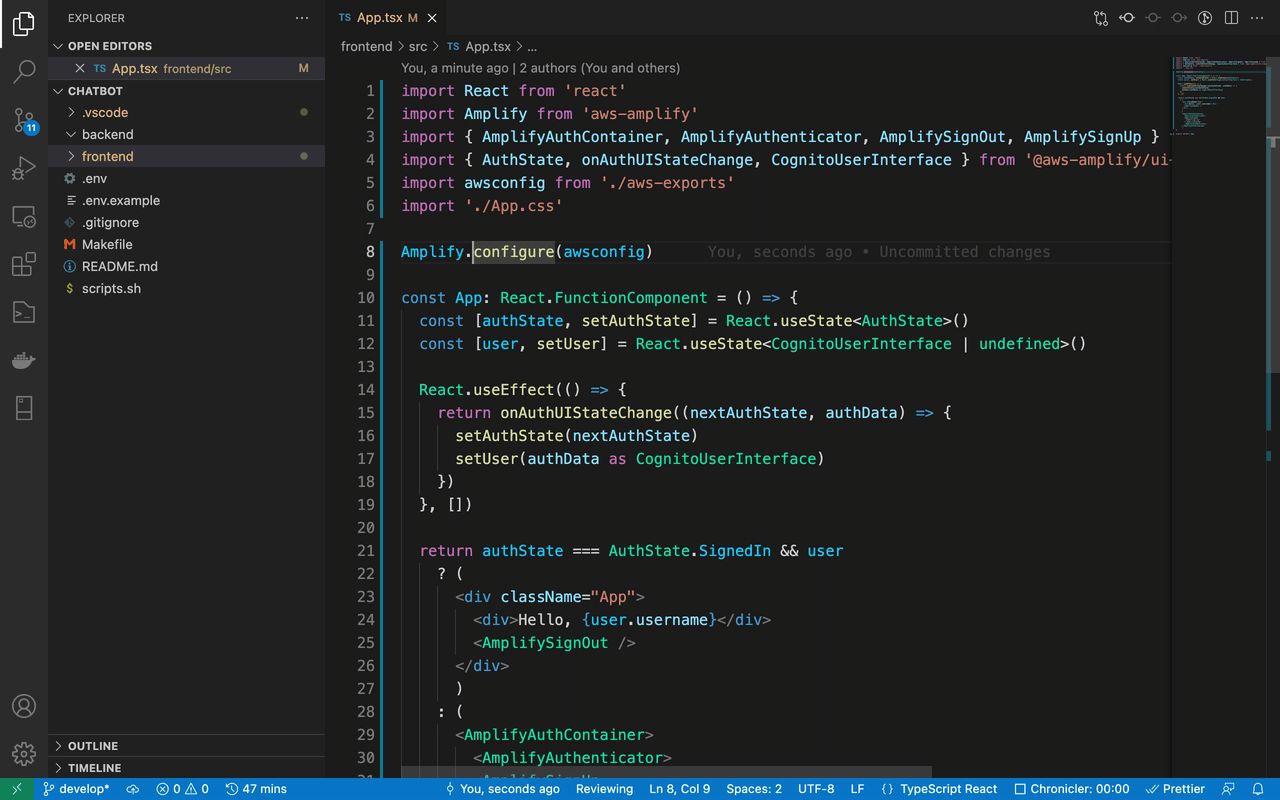 EXPLORER
OPEN EDITORS
TS App.tsx frontend/src M
CHATBOT
.vscode
backend
frontend
.env
.env.example
.gitignore
M Makefile
README.md
$ scripts.sh
OUTLINE
TIMELINE
11
TS App.tsx M
frontend > src > TS App.tsx > ...
You, a minute ago | 2 authors (You and others)
1 import React from 'react'
2 import Amplify from 'aws-amplify'
3 import { AmplifyAuthContainer, AmplifyAuthenticator, AmplifySignOut, AmplifySignUp }
4 import { AuthState, onAuthUIStateChange, CognitoUserInterface } from '@aws-amplify/ui-
5 import awsconfig from './aws-exports'
6 import './App.css'
7
8 Amplify.configure(awsconfig) You, seconds ago • Uncommitted changes
9
10 const App: React.FunctionComponent = () => {
11 const [authState, setAuthState] = React.useState<AuthState>()
12 const [user, setUser] = React.useState<CognitoUserInterface | undefined>()
13
14 React.useEffect(() => {
15 return onAuthUIStateChange((nextAuthState, authData) => {
16 setAuthState(nextAuthState)
17 setUser(authData as CognitoUserInterface)
18 })
19 }, [])
20
21 return authState === AuthState.SignedIn && user
22 ? (
23 <div className="App">
24 <div>Hello, {user.username}</div>
25 <AmplifySignOut />
26 </div>
27 )
28 : (
29 <AmplifyAuthContainer>
30 <AmplifyAuthenticator>
develop* 0 0 47 mins You, seconds ago Reviewing Ln 8, Col 9 Spaces: 2 UTF-8 LF {} TypeScript React Chronicler: 00:00 Prettier